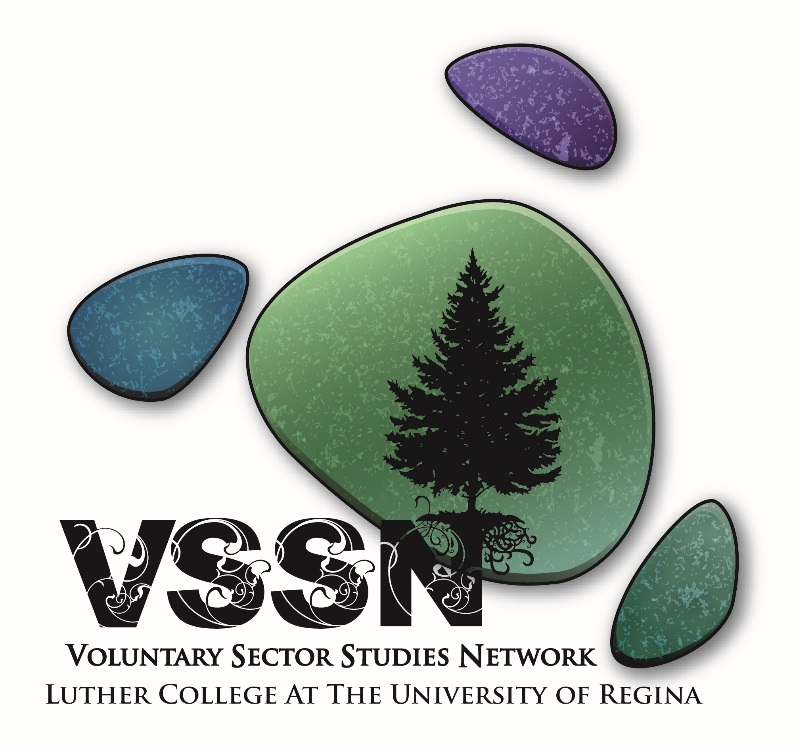 VSSN
Voluntary Sector Studies Network
Luther College At The University of Regina